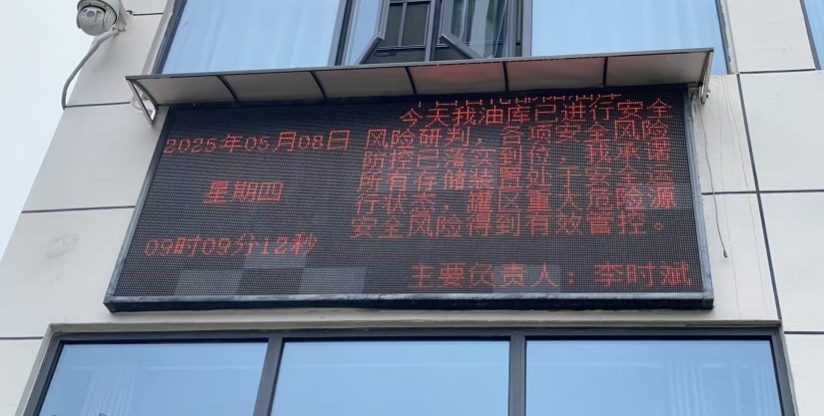 2025年05月08日
星期四
09时09分12秒
今天我油库已进行安全
风险研判，各项安全风险
防控已落实到位，我承诺
所有存储装置处于安全运
行状态，罐区重大危险源
安全风险得到有效管控。
主要负责人：李时斌